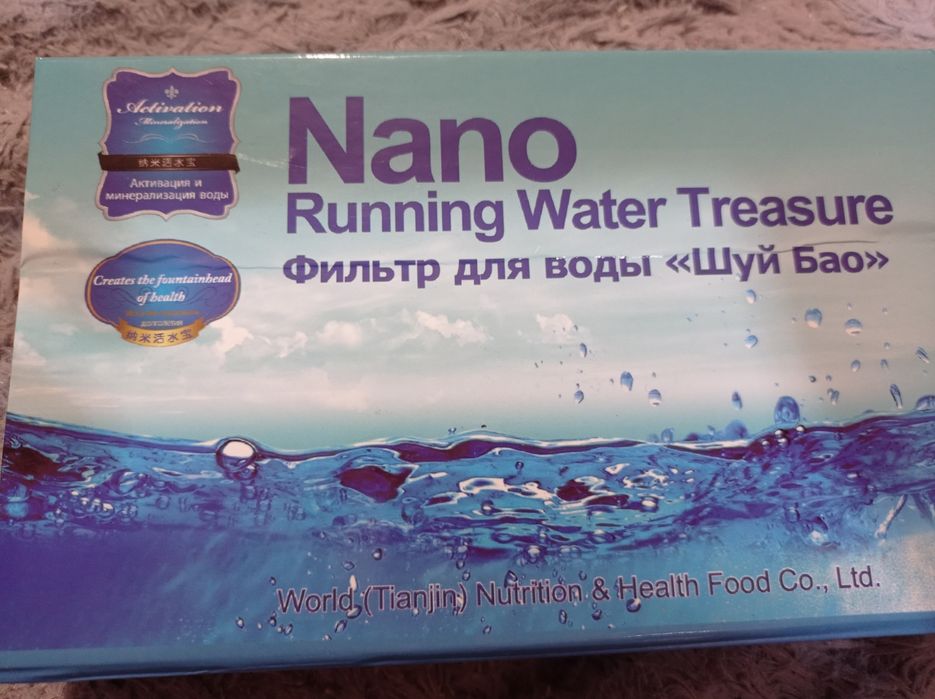 Activation
Mineralization
纳米活水宝
Активация и
минерализация воды
Nano
Running Water Treasure
Фильтр для воды «Шуй Бао»
Creates the fountainhead
of health
долголетия
纳米活水宝
World (Tianjin) Nutrition & Health Food Co., Ltd.